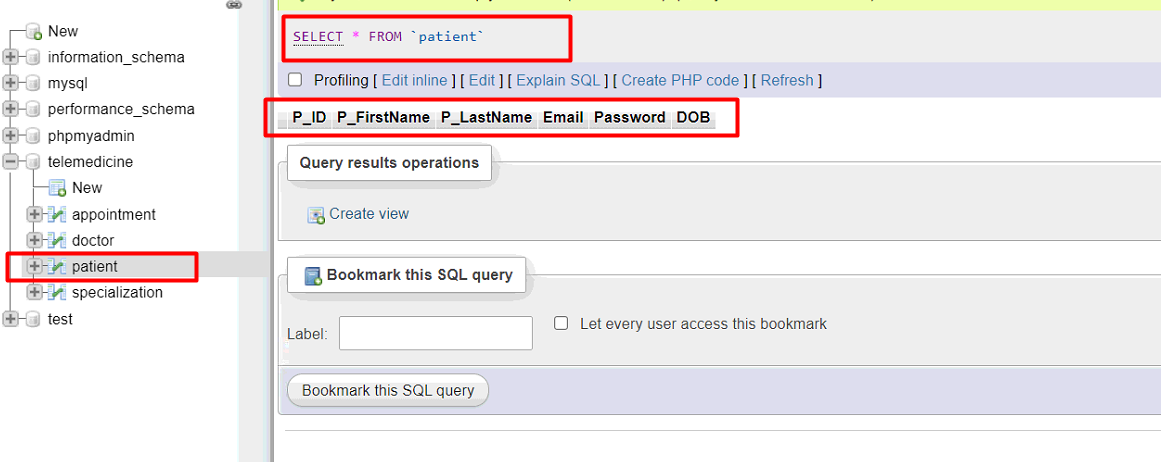 New
information_schema
mysql
performance_schema
phpmyadmin
telemedicine
New
appointment
doctor
patient
specialization
test
SELECT * FROM `patient`
Profiling [ Edit inline ] [ Edit ] [ Explain SQL ] [ Create PHP code ] [ Refresh ]
P_ID P_FirstName P_LastName Email Password DOB
Query results operations
Create view
Bookmark this SQL query
Label:
Let every user access this bookmark
Bookmark this SQL query